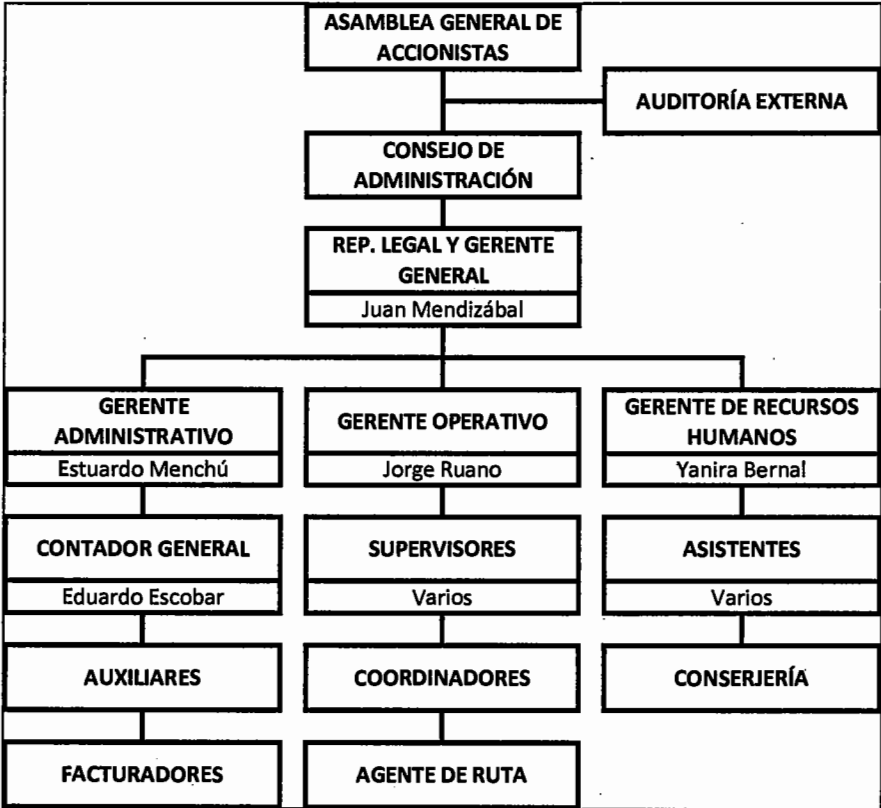 ASAMBLEA GENERAL DE
ACCIONISTAS
AUDITORÍA EXTERNA
CONSEJO DE
ADMINISTRACIÓN
REP. LEGAL Y GERENTE
GENERAL
Juan Mendizábal
GERENTE
ADMINISTRATIVO
Estuardo Menchú
GERENTE OPERATIVO
Jorge Ruano
GERENTE DE RECURSOS
HUMANOS
Yanira Bernal
CONTADOR GENERAL
Eduardo Escobar
SUPERVISORES
Varios
ASISTENTES
Varios
AUXILIARES
COORDINADORES
CONSERJERÍA
FACTURADORES
AGENTE DE RUTA